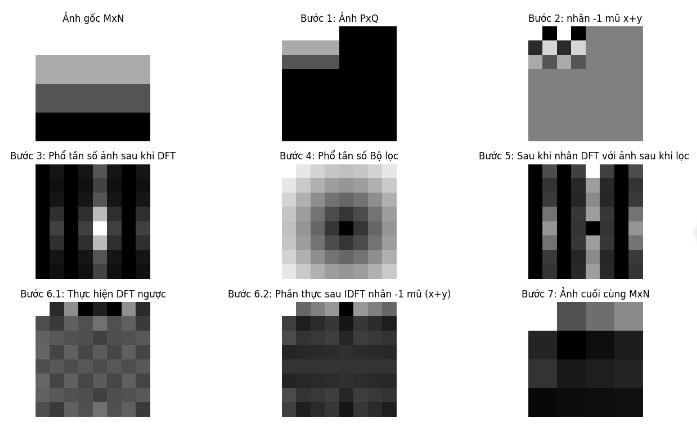 Ảnh gốc MxN
Bước 1: Ảnh PxQ
Bước 2: nhân -1 mũ x+y
Bước 3: Phổ tần số ảnh sau khi DFT
Bước 4: Phổ tần số Bộ lọc
Bước 5: Sau khi nhân DFT với ảnh sau khi lọc
Bước 6.1: Thực hiện DFT ngược
Bước 6.2: Phần thực sau IDFT nhân -1 mũ (x+y)
Bước 7: Ảnh cuối cùng MxN